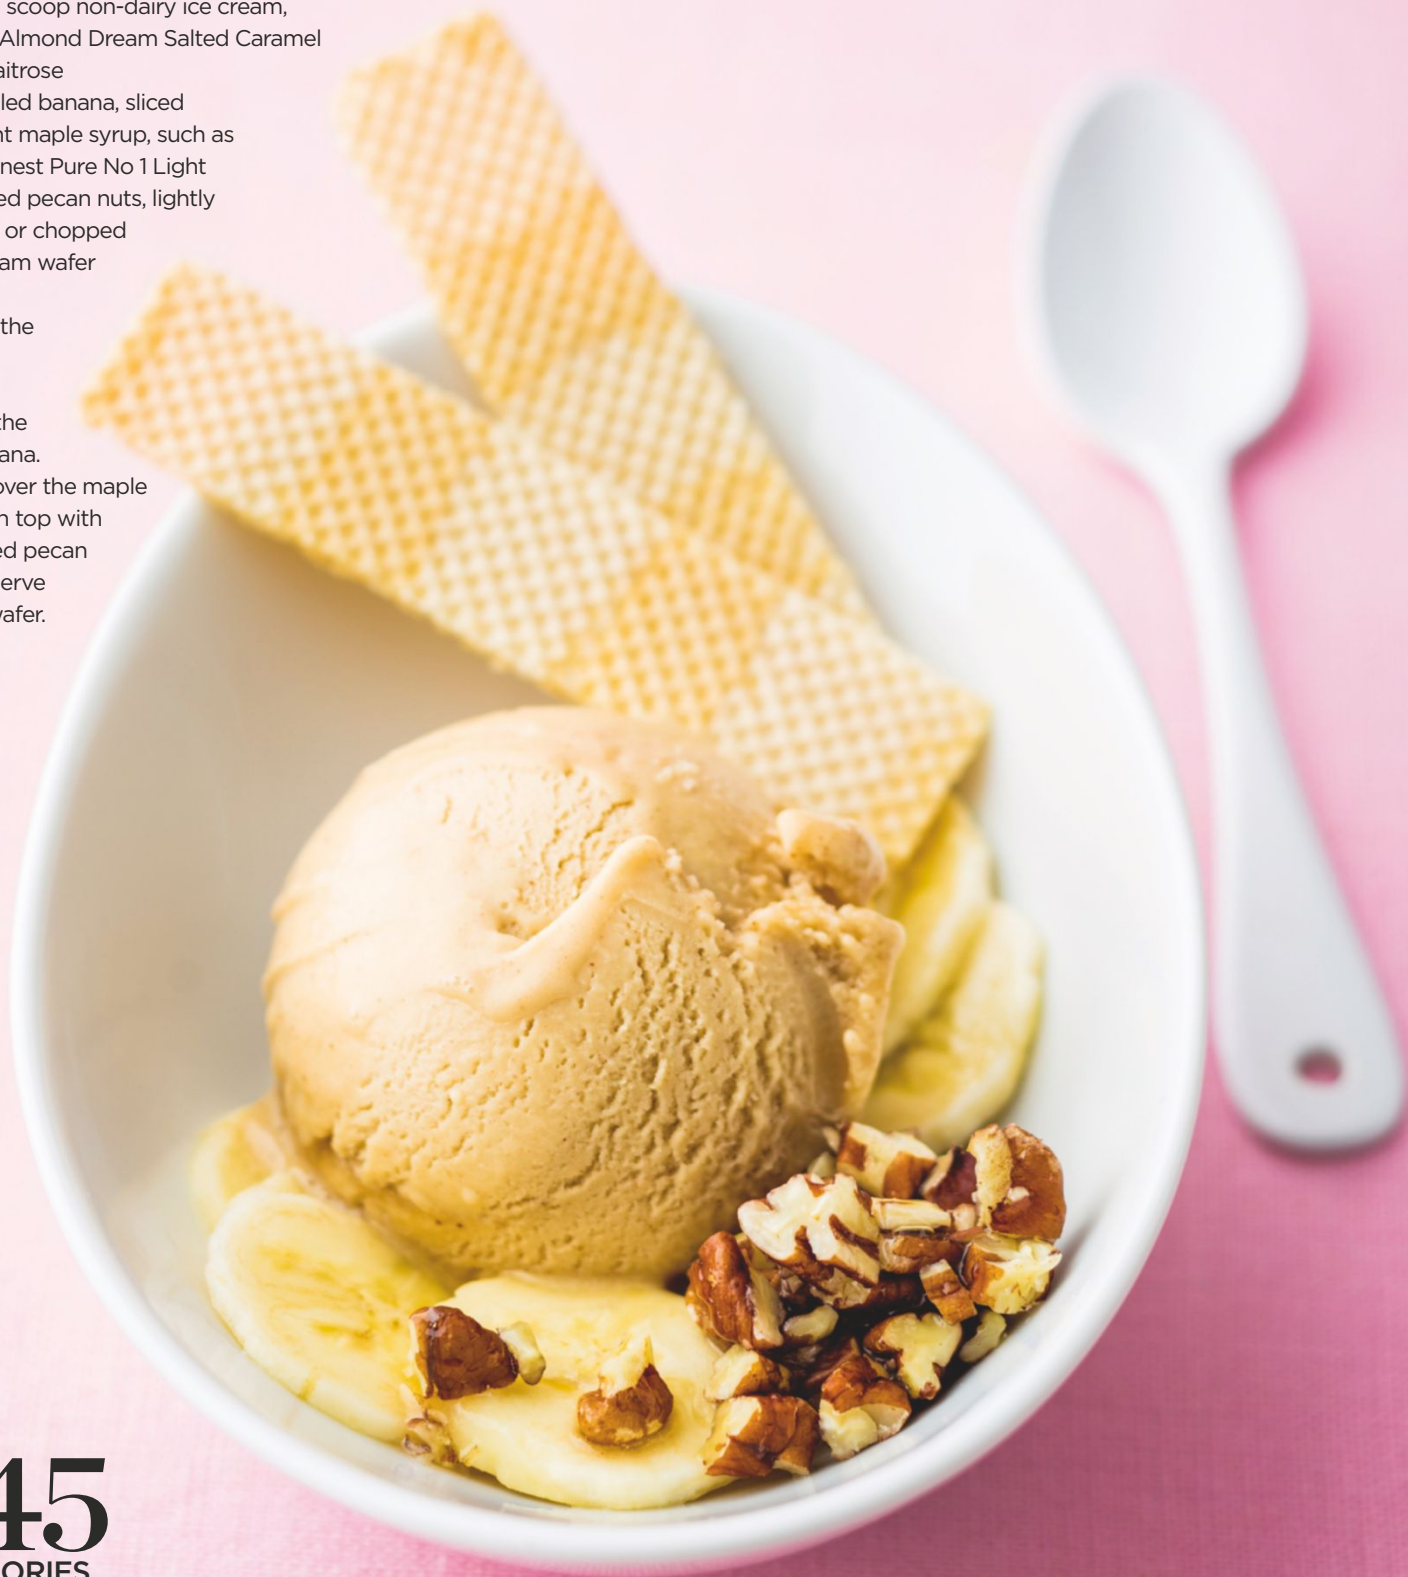 scoop non-dairy ice cream,
Almond Dream Salted Caramel
aitrose
led banana, sliced
nt maple syrup, such as
nest Pure No 1 Light
ed pecan nuts, lightly
or chopped
am wafer
the
the
ana.
over the maple
n top with
ed pecan
erve
wafer.
45
ORIES